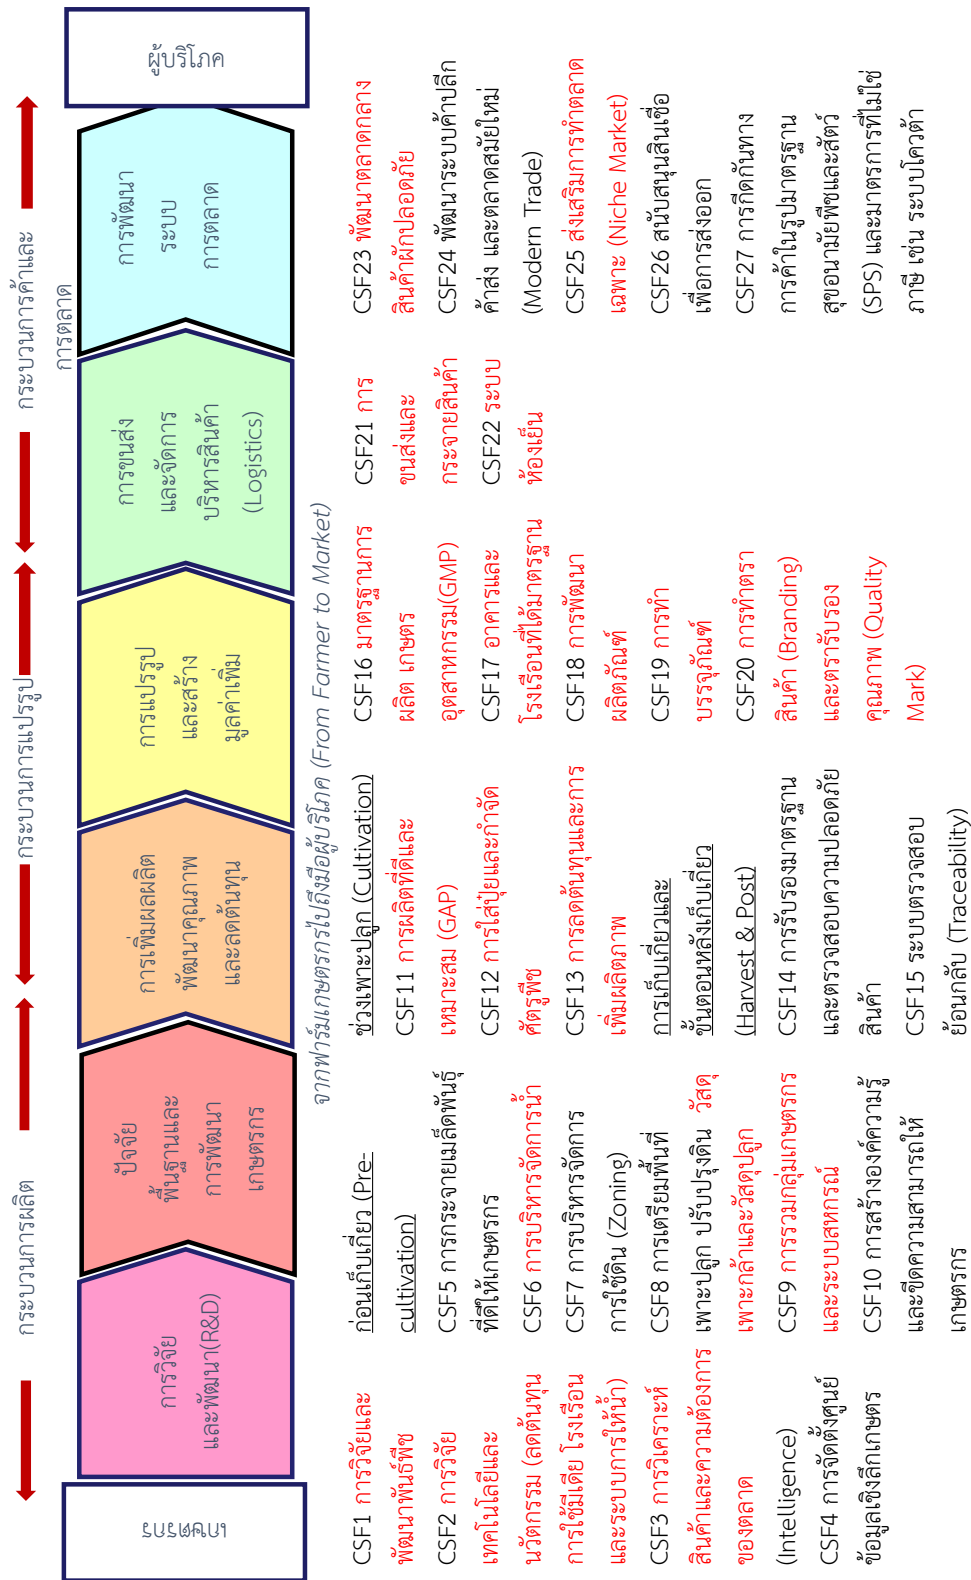 กระบวนการผลิต
กระบวนการแปรรูป
กระบวนการค้าและ
การตลาด
เกษตรกร
การวิจัย
และพัฒนา(R&D)
ปัจจัย
พื้นฐานและ
การพัฒนา
เกษตรกร
การเพิ่มผลผลิต
พัฒนาคุณภาพ
และลดต้นทุน
การแปรรูป
และสร้าง
มูลค่าเพิ่ม
การขนส่ง
และจัดการ
บริหารสินค้า
(Logistics)
การพัฒนา
ระบบ
การตลาด
ผู้บริโภค
จากฟาร์มเกษตรกรไปถึงมือผู้บริโภค (From Farmer to Market)
CSF1 การวิจัยและ
พัฒนาพันธ์พืช
CSF2 การวิจัย
เทคโนโลยีและ
นวัตกรรม (ลดต้นทุน
การใช้มีเดีย โรงเรือน
และระบบการให้น้ำ)
CSF3 การวิเคราะห์
สินค้าและความต้องการ
ของตลาด
(Intelligence)
CSF4 การจัดตั้งศูนย์
ข้อมูลเชิงลึกเกษตร
ก่อนเก็บเกี่ยว (Pre-
cultivation)
CSF5 การกระจายเมล็ดพันธุ์
ที่ดีให้เกษตรกร
CSF6 การบริหารจัดการน้ำ
CSF7 การบริหารจัดการ
การใช้ดิน (Zoning)
CSF8 การเตรียมพื้นที่
เพาะปลูก ปรับปรุงดิน วัสดุ
เพาะกล้าและวัสดุปลูก
CSF9 การรวมกลุ่มเกษตรกร
และระบบสหกรณ์
CSF10 การสร้างองค์ความรู้
และขีดความสามารถให้
เกษตรกร
ช่วงเพาะปลูก (Cultivation)
CSF11 การผลิตที่ดีและ
เหมาะสม (GAP)
CSF12 การใส่ปุ๋ยและกำจัด
ศัตรูพืช
CSF13 การลดต้นทุนและการ
เพิ่มผลิตภาพ
การเก็บเกี่ยวและ
ขั้นตอนหลังเก็บเกี่ยว
(Harvest & Post)
CSF14 การรับรองมาตรฐาน
และตรวจสอบความปลอดภัย
สินค้า
CSF15 ระบบตรวจสอบ
ย้อนกลับ (Traceability)
CSF16 มาตรฐานการ
ผลิต เกษตร
อุตสาหกรรม(GMP)
CSF17 อาคารและ
โรงเรือนที่ได้มาตรฐาน
CSF18 การพัฒนา
ผลิตภัณฑ์
CSF19 การทำ
บรรจุภัณฑ์
CSF20 การทำตรา
สินค้า (Branding)
และตรารับรอง
คุณภาพ (Quality
Mark)
CSF21 การ
ขนส่งและ
กระจายสินค้า
CSF22 ระบบ
ห้องเย็น
CSF23 พัฒนาตลาดกลาง
สินค้าผักปลอดภัย
CSF24 พัฒนาระบบค้าปลีก
ค้าส่ง และตลาดสมัยใหม่
(Modern Trade)
CSF25 ส่งเสริมการทำตลาด
เฉพาะ (Niche Market)
CSF26 สนับสนุนสินเชื่อ
เพื่อการส่งออก
CSF27 การกีดกันทาง
การค้าในรูปมาตรฐาน
สุขอนามัยพืชและสัตว์
(SPS) และมาตรการที่ไม่ใช่
ภาษี เช่น ระบบโควต้า